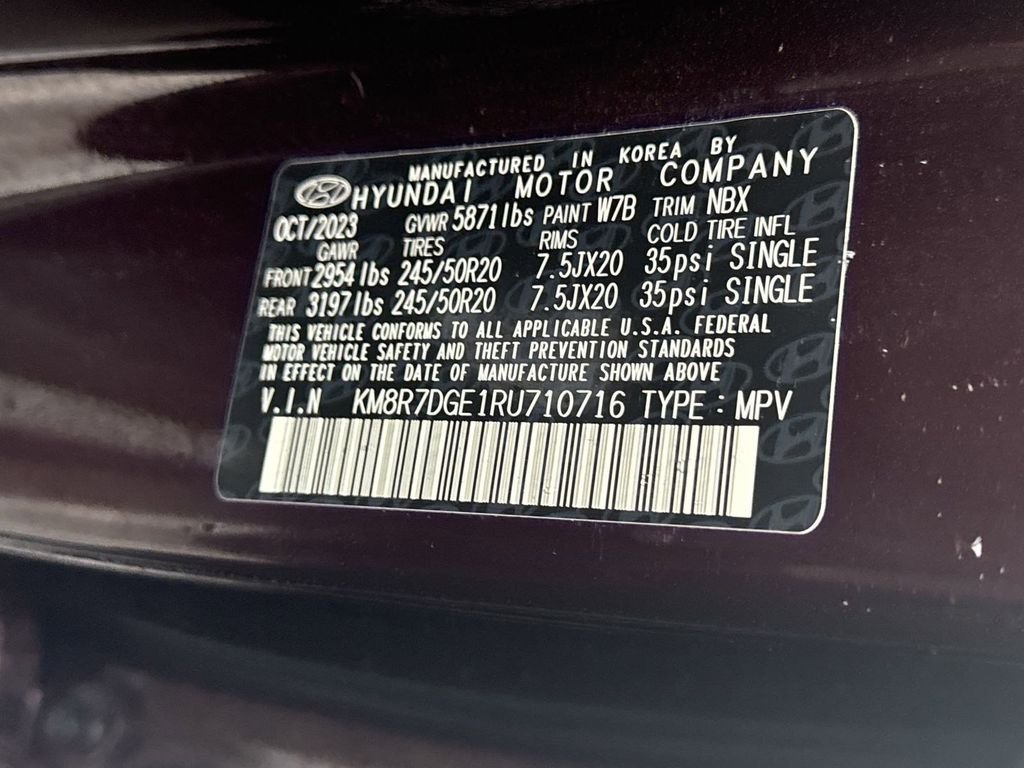 MANUFACTURED IN KOREA BY
HYUNDAI MOTOR COMPANY
OCT/2023 GVWR 5871lbs PAINT W7B TRIM NBX
GAWR TIRES RIMS COLD TIRE INFL
FRONT 2954lbs 245/50R20 7.5JX20 35psi SINGLE
REAR 3197lbs 245/50R20 7.5JX20 35psi SINGLE
THIS VEHICLE CONFORMS TO ALL APPLICABLE U.S.A. FEDERAL
MOTOR VEHICLE SAFETY AND THEFT PREVENTION STANDARDS
IN EFFECT ON THE DATE OF MANUFACTURE SHOWN ABOVE
V.I.N KM8R7DGE1RU710716 TYPE : MPV